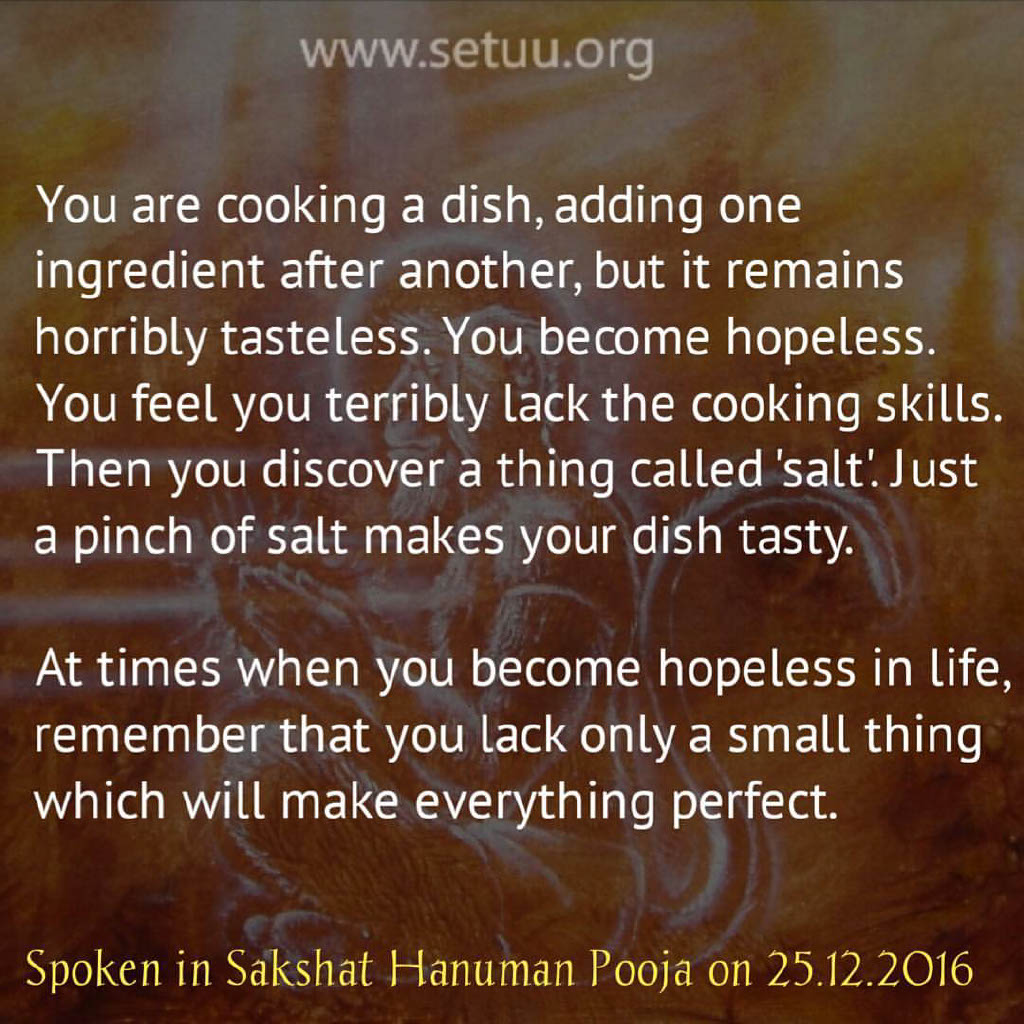 www.setuu.org
You are cooking a dish, adding one
ingredient after another, but it remains
horribly tasteless. You become hopeless.
You feel you terribly lack the cooking skills.
Then you discover a thing called 'salt'. Just
a pinch of salt makes your dish tasty.
At times when you become hopeless in life,
remember that you lack only a small thing
which will make everything perfect.
Spoken in Sakshat Hanuman Pooja on 25.12.2016